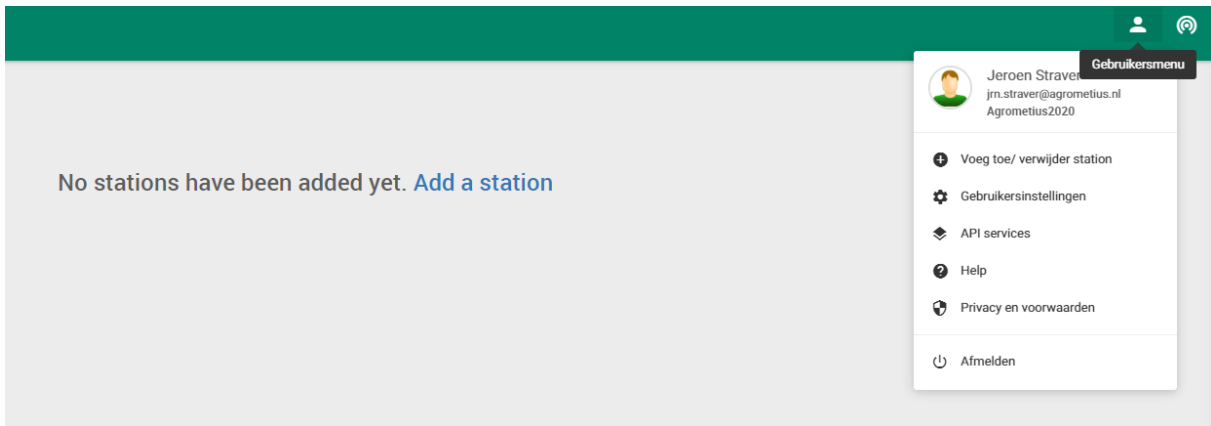 Gebruikersmenu
Jeroen Straver
jrn.straver@agrometius.nl
Agrometius2020
No stations have been added yet. Add a station
Voeg toe/ verwijder station
Gebruikersinstellingen
API services
Help
Privacy en voorwaarden
Afmelden